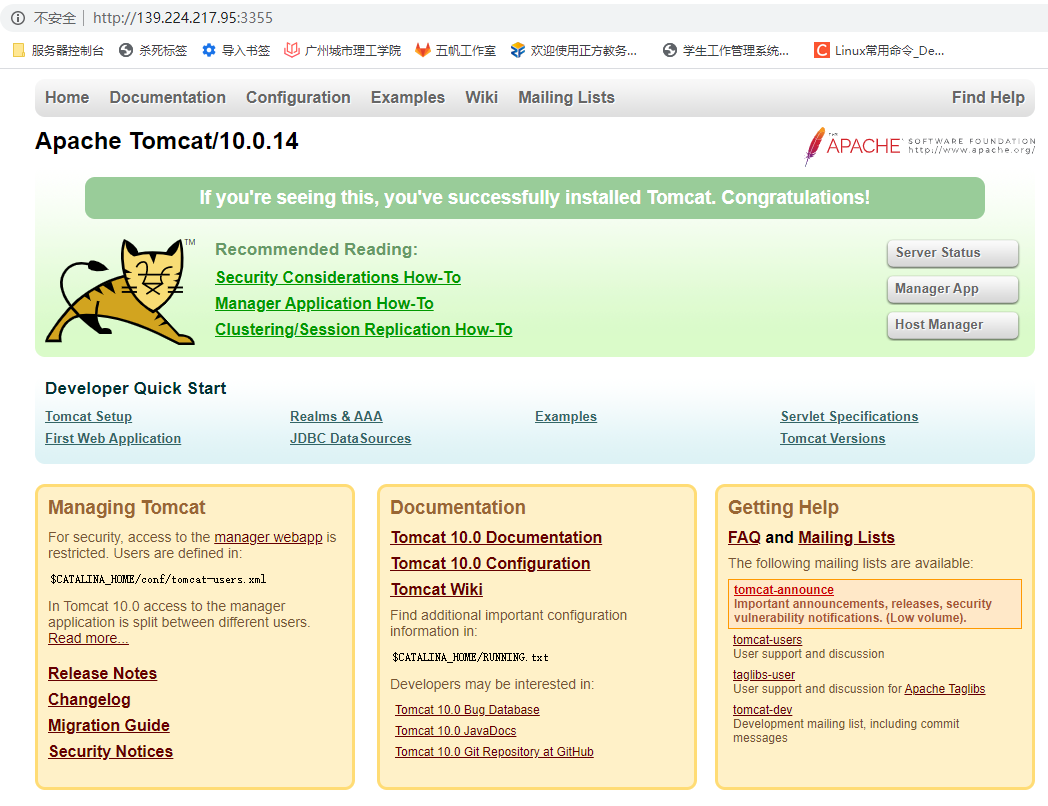 不安全 | http://139.224.217.95:3355
服务器控制台 杀死标签 导入书签 广州城市理工学院 五帆工作室 欢迎使用正方教务... 学生工作管理系统... C Linux常用命令_De...
Home Documentation Configuration Examples Wiki Mailing Lists Find Help
Apache Tomcat/10.0.14
THE APACHE SOFTWARE FOUNDATION
http://www.apache.org/
If you're seeing this, you've successfully installed Tomcat. Congratulations!
TM
Recommended Reading:
Security Considerations How-To
Manager Application How-To
Clustering/Session Replication How-To
Server Status
Manager App
Host Manager
Developer Quick Start
Tomcat Setup
First Web Application
Realms & AAA
JDBC DataSources
Examples
Servlet Specifications
Tomcat Versions
Managing Tomcat
For security, access to the manager webapp is
restricted. Users are defined in:
$CATALINA_HOME/conf/tomcat-users.xml
In Tomcat 10.0 access to the manager
application is split between different users.
Read more...
Release Notes
Changelog
Migration Guide
Security Notices
Documentation
Tomcat 10.0 Documentation
Tomcat 10.0 Configuration
Tomcat Wiki
Find additional important configuration
information in:
$CATALINA_HOME/RUNNING.txt
Developers may be interested in:
Tomcat 10.0 Bug Database
Tomcat 10.0 JavaDocs
Tomcat 10.0 Git Repository at GitHub
Getting Help
FAQ and Mailing Lists
The following mailing lists are available:
tomcat-announce
Important announcements, releases, security
vulnerability notifications. (Low volume).
tomcat-users
User support and discussion
taglibs-user
User support and discussion for Apache Taglibs
tomcat-dev
Development mailing list, including commit
messages